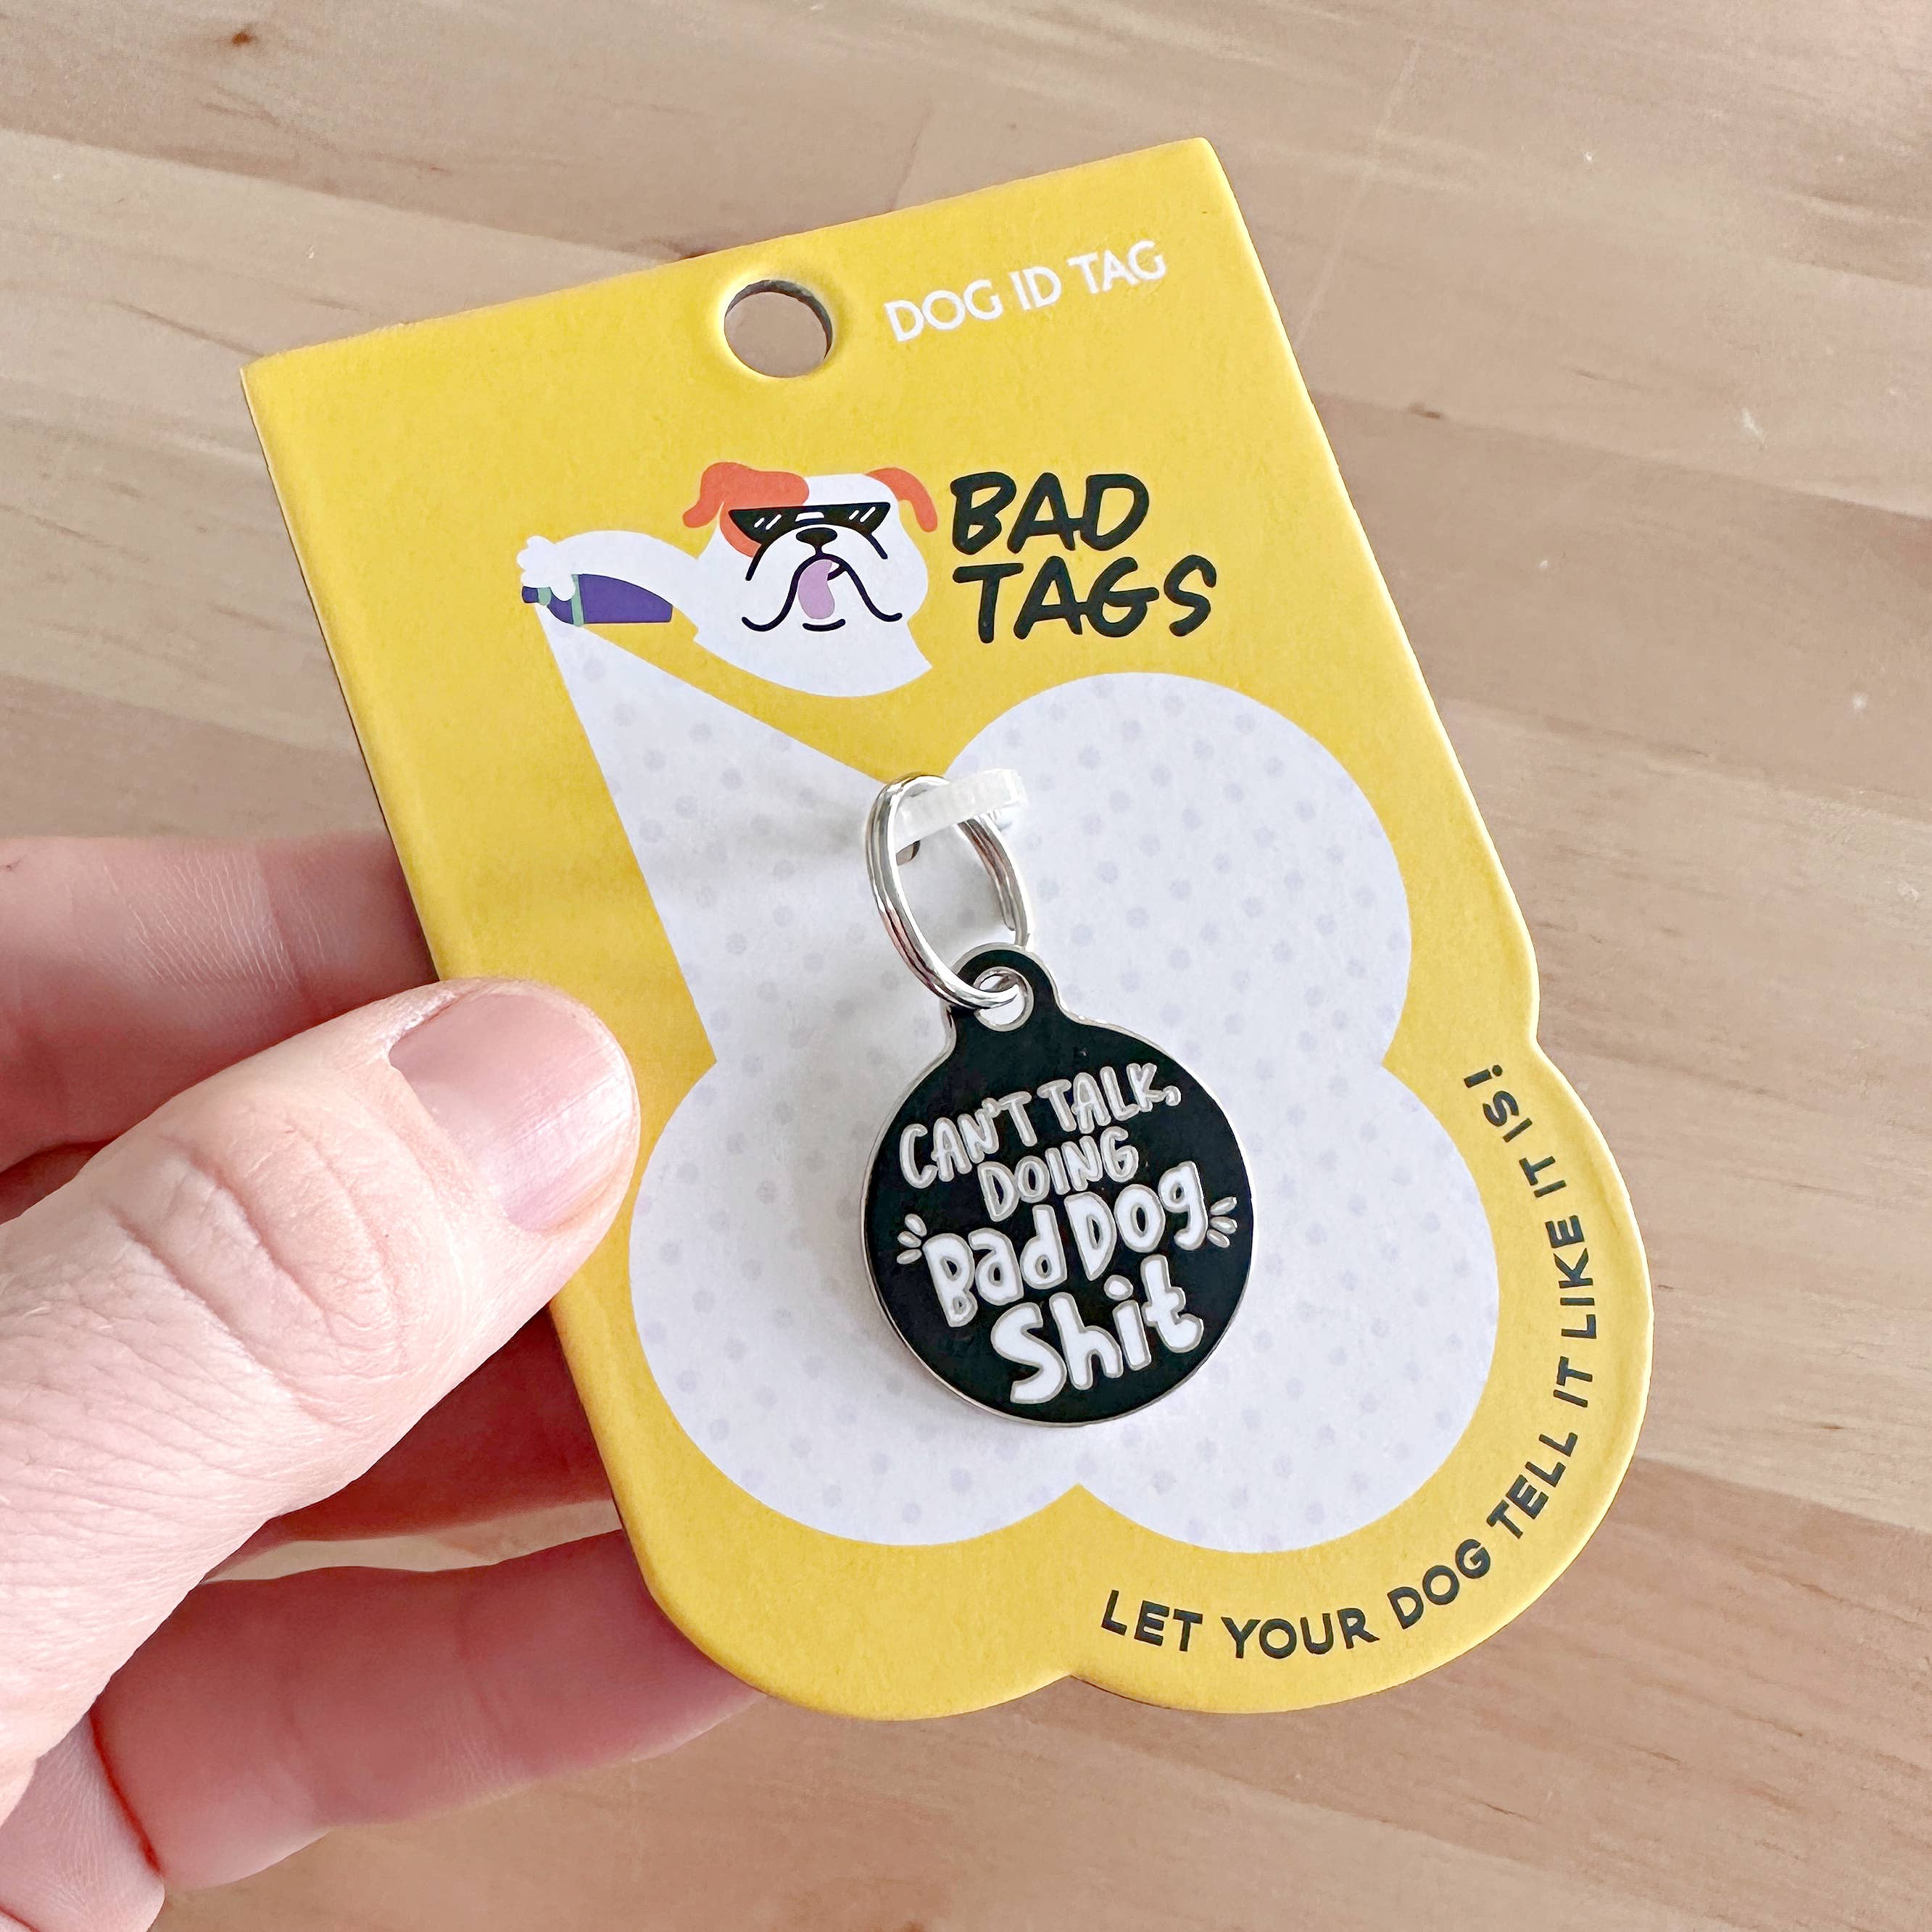 DOG ID TAG
BAD
TAGS
CAN'T TALK,
DOING
Bad Dog
Shit
LET YOUR DOG TELL IT LIKE IT IS!